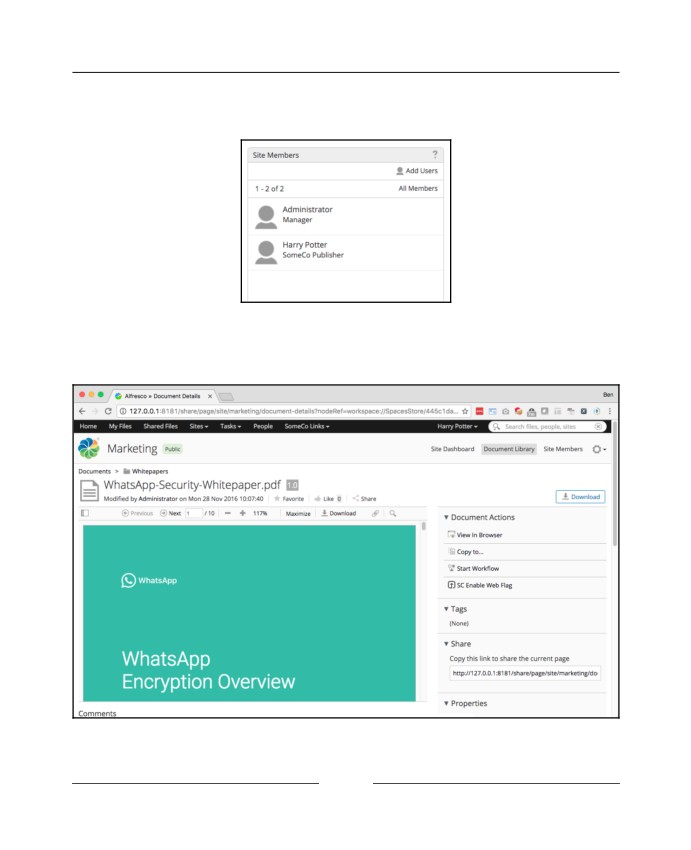 Site Members ?
Add Users
1 - 2 of 2 All Members
Administrator
Manager
Harry Potter
SomeCo Publisher
Alfresco » Document Details × Ben
127.0.0.1:8181/share/page/site/marketing/document-details?nodeRef=workspace://SpacesStore/445c1da...
Home My Files Shared Files Sites Tasks People SomeCo Links Harry Potter Search files, people, sites
Marketing Public Site Dashboard Document Library Site Members
Documents > Whitepapers
WhatsApp-Security-Whitepaper.pdf 1.0
Modified by Administrator on Mon 28 Nov 2016 10:07:40 Favorite Like 0 Share
Download
Previous Next 1 / 10 117% Maximize Download
WhatsApp
WhatsApp
Encryption Overview
Comments
Document Actions
View In Browser
Copy to...
Start Workflow
SC Enable Web Flag
Tags
(None)
Share
Copy this link to share the current page
http://127.0.0.1:8181/share/page/site/marketing/do
Properties